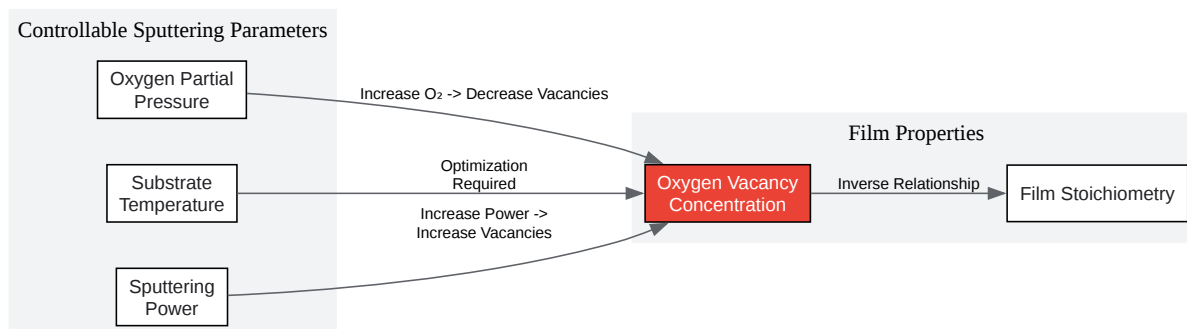 Controllable Sputtering Parameters
Oxygen Partial
Pressure
Increase O₂ -> Decrease Vacancies
Film Properties
Substrate
Temperature
Optimization
Required
Oxygen Vacancy
Concentration
Inverse Relationship
Film Stoichiometry
Increase Power ->
Increase Vacancies
Sputtering
Power